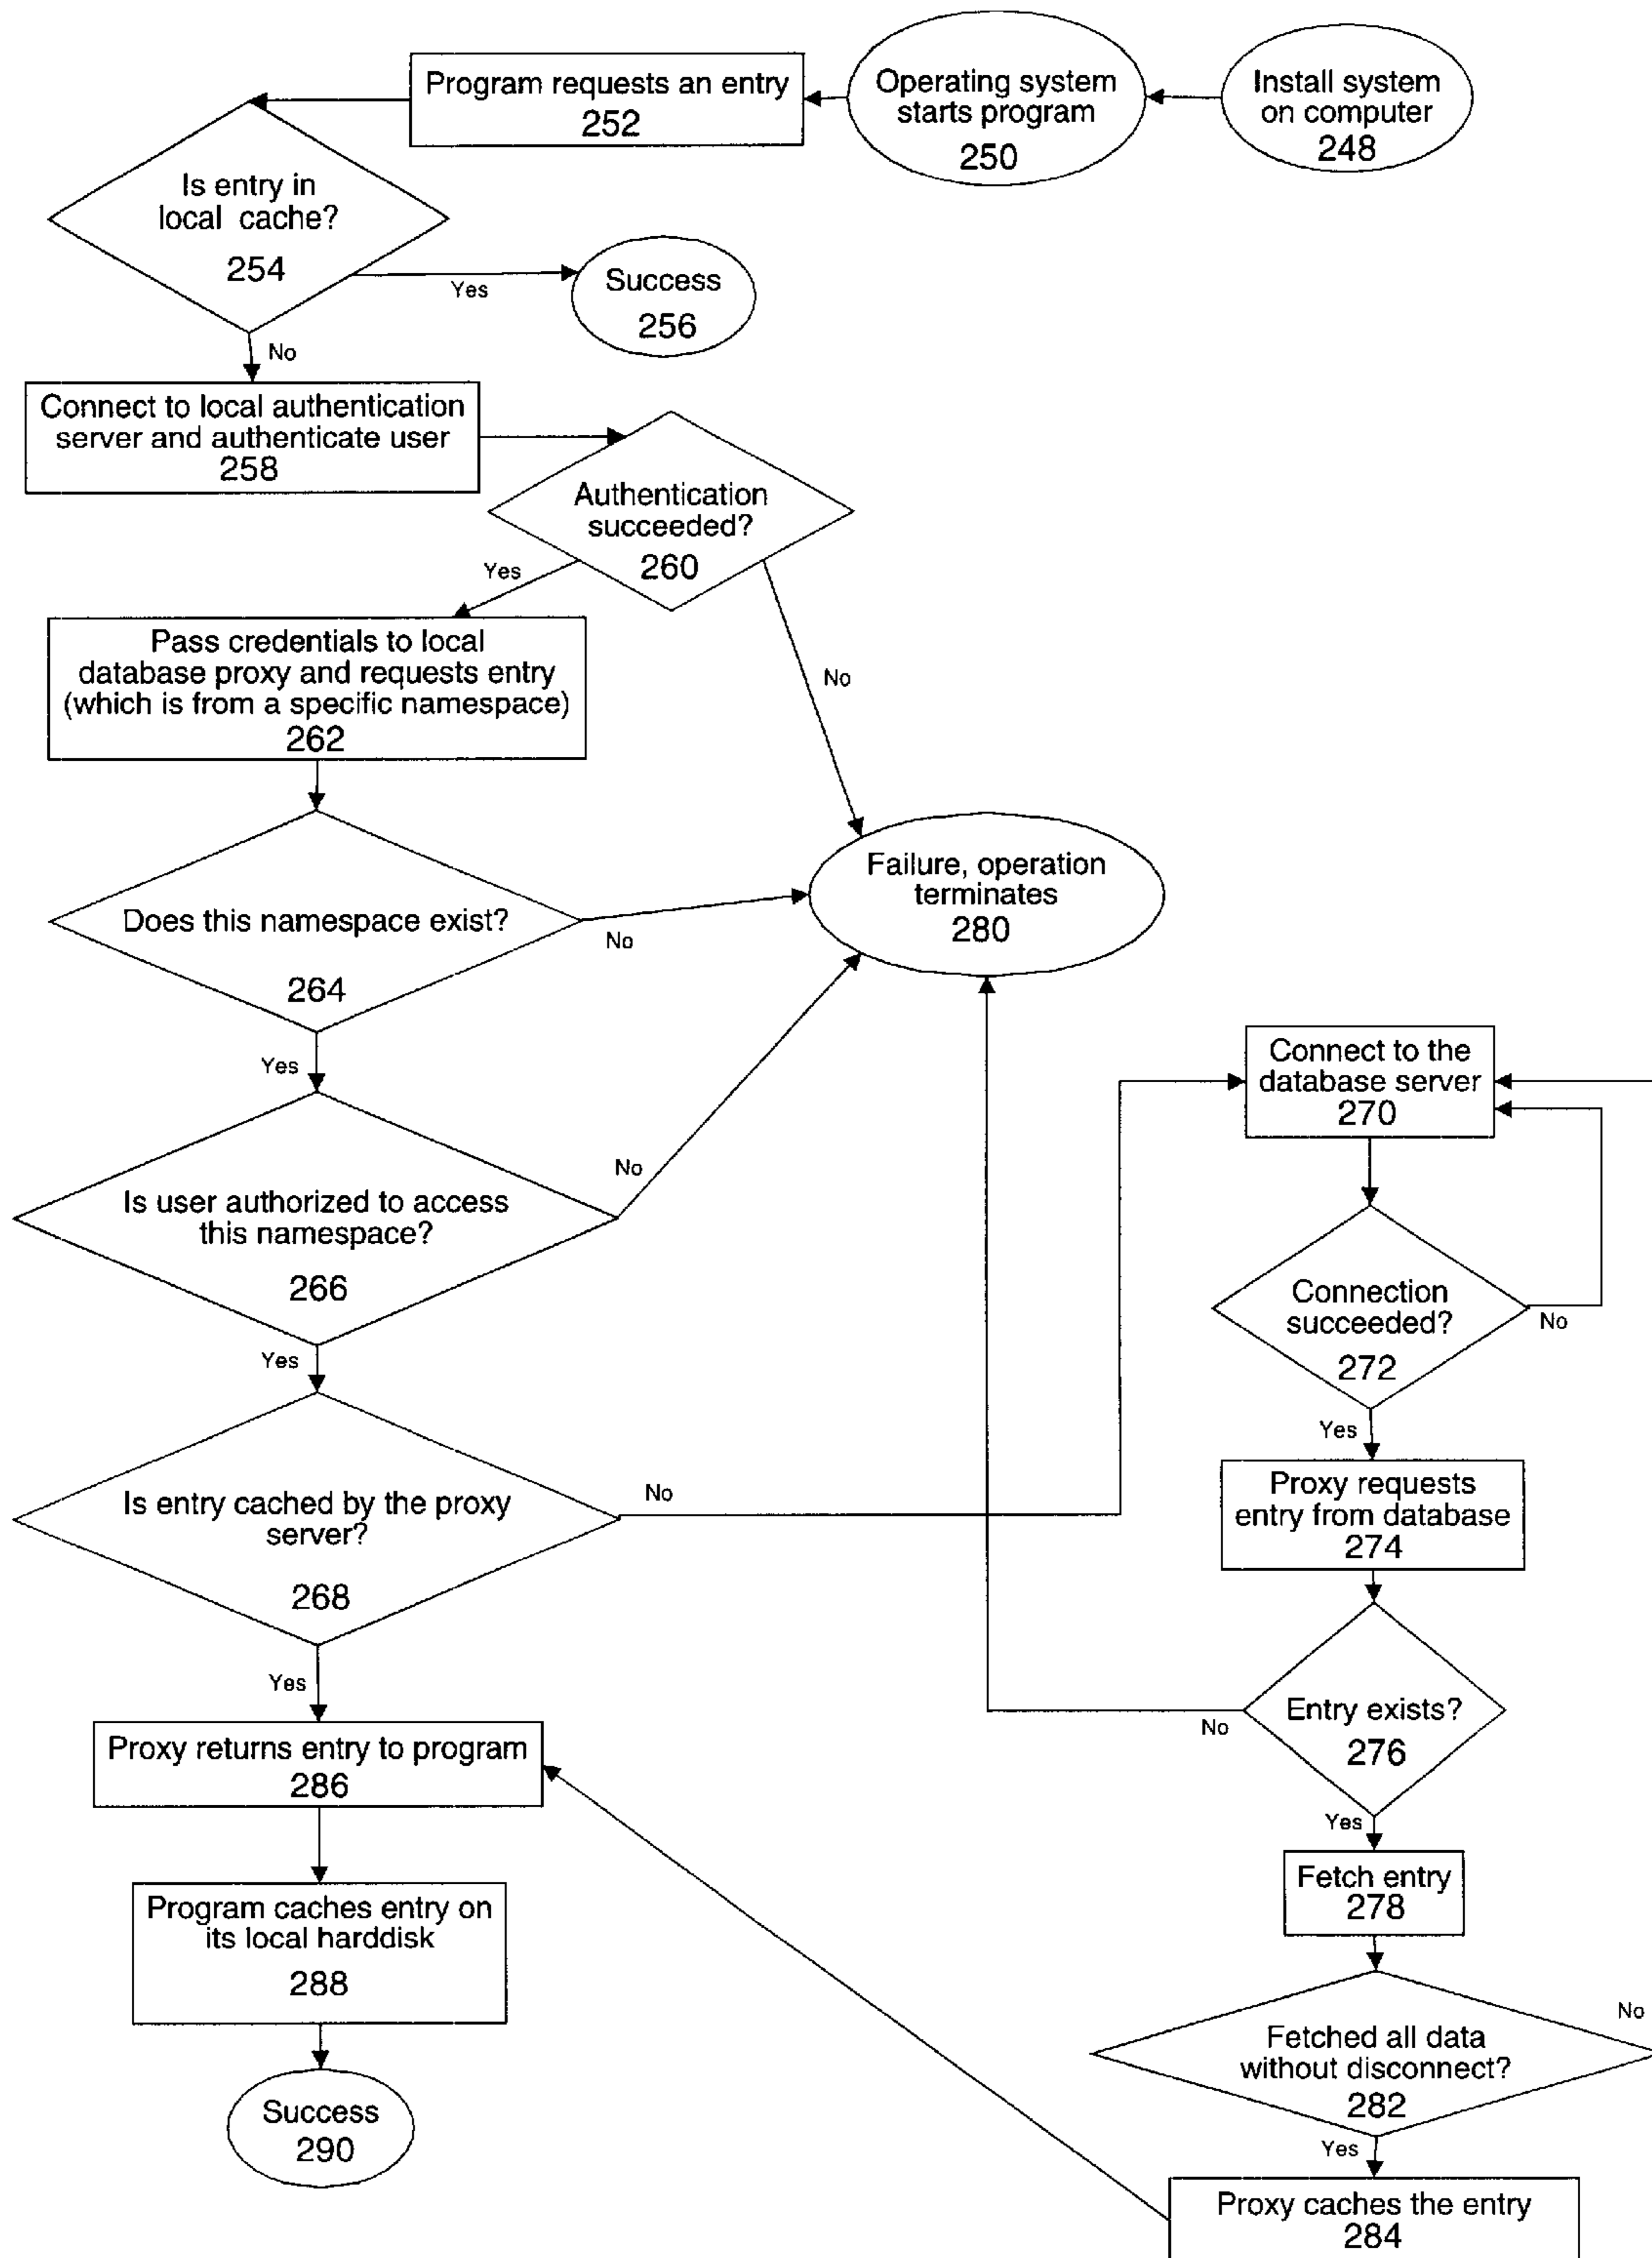 Install system
on computer
248
Operating system
starts program
250
Program requests an entry
252
Is entry in
local cache?
254
Yes
Success
256
No
Connect to local authentication
server and authenticate user
258
Authentication
succeeded?
260
Yes
No
Pass credentials to local
database proxy and requests entry
(which is from a specific namespace)
262
Does this namespace exist?
264
No
Yes
Failure, operation
terminates
280
Is user authorized to access
this namespace?
266
No
Yes
Is entry cached by the proxy
server?
268
No
Yes
Connect to the
database server
270
Connection
succeeded?
272
No
Yes
Proxy requests
entry from database
274
Entry exists?
276
No
Yes
Fetch entry
278
Fetched all data
without disconnect?
282
No
Yes
Proxy caches the entry
284
Proxy returns entry to program
286
Program caches entry on
its local harddisk
288
Success
290